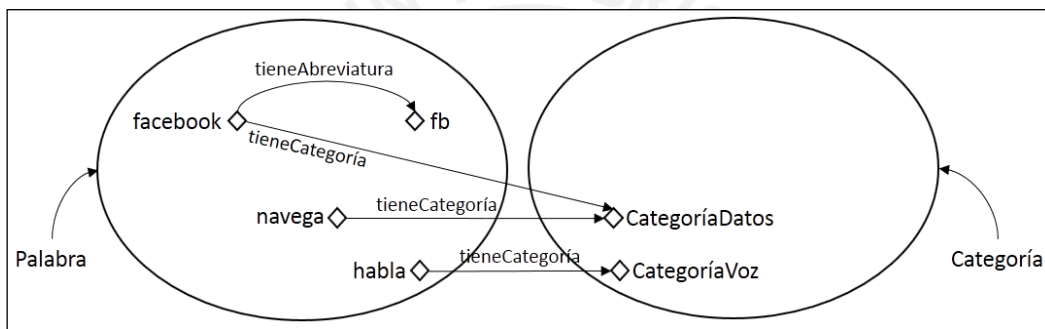 tieneAbreviatura
facebook
fb
tieneCategoría
navega
tieneCategoría
CategoríaDatos
Palabra
habla
tieneCategoría
CategoríaVoz
Categoría